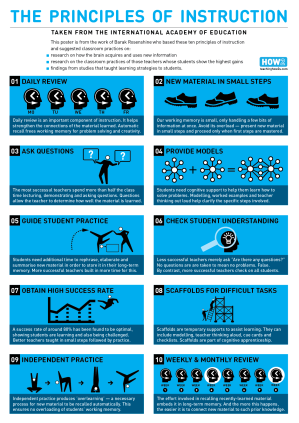 THE PRINCIPLES OF INSTRUCTION
TAKEN FROM THE INTERNATIONAL ACADEMY OF EDUCATION
This poster is from the work of Barak Rosenshine who based these ten principles of instruction
and suggested classroom practices on:
research on how the brain acquires and uses new information
research on the classroom practices of those teachers whose students show the highest gains
findings from studies that taught learning strategies to students.
HOW2
01 DAILY REVIEW
MO TU WE TH FR
Daily review is an important component of instruction. It helps
strengthen the connections of the material learned. Automatic
recall frees working memory for problem solving and creativity.
02 NEW MATERIAL IN SMALL STEPS
Our working memory is small, only handling a few bits of
information at once. Avoid its overload — present new material
in small steps and proceed only when first steps are mastered.
03 ASK QUESTIONS
? ?
The most successful teachers spend more than half the class
time lecturing, demonstrating and asking questions. Questions
allow the teacher to determine how well the material is learned.
04 PROVIDE MODELS
Students need cognitive support to help them learn how to
solve problems. Modelling, worked examples and teacher
thinking out loud help clarify the specific steps involved.
05 GUIDE STUDENT PRACTICE
Students need additional time to rephrase, elaborate and
summarise new material in order to store it in their long-term
memory. More successful teachers built in more time for this.
06 CHECK STUDENT UNDERSTANDING
Less successful teachers merely ask "Are there any questions?"
No questions are taken to mean no problems. False.
By contrast, more successful teachers check on all students.
07 OBTAIN HIGH SUCCESS RATE
A success rate of around 80% has been found to be optimal,
showing students are learning and also being challenged.
Better teachers taught in small steps followed by practice.
08 SCAFFOLDS FOR DIFFICULT TASKS
Scaffolds are temporary supports to assist learning. They can
include modelling, teacher thinking aloud, cue cards and
checklists. Scaffolds are part of cognitive apprenticeship.
09 INDEPENDENT PRACTICE
Independent practice produces 'overlearning' — a necessary
process for new material to be recalled automatically. This
ensures no overloading of students' working memory.
10 WEEKLY & MONTHLY REVIEW
The effort involved in recalling recently-learned material
embeds it in long-term memory. And the more this happens,
the easier it is to connect new material to such prior knowledge.